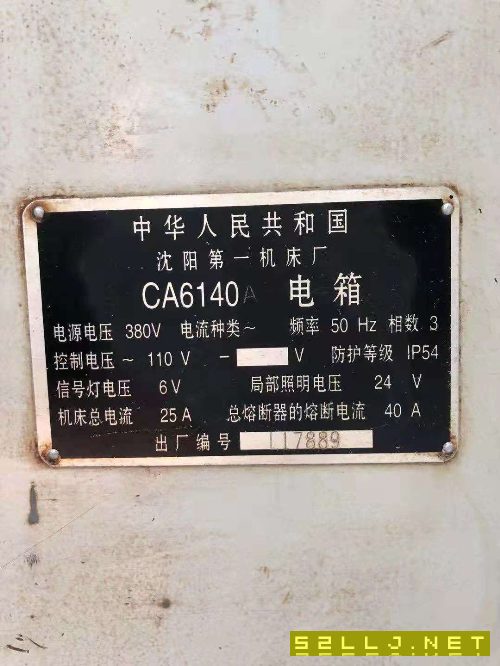 中华人民共和国
沈阳第一机床厂
CA6140A 电箱
电源电压 380V 电流种类~ 频率 50 Hz 相数 3
控制电压~ 110 V - V 防护等级 IP54
信号灯电压 6V 局部照明电压 24 V
机床总电流 25A 总熔断器的熔断电流 40 A
出厂编号 117889
S2LLJ.NET